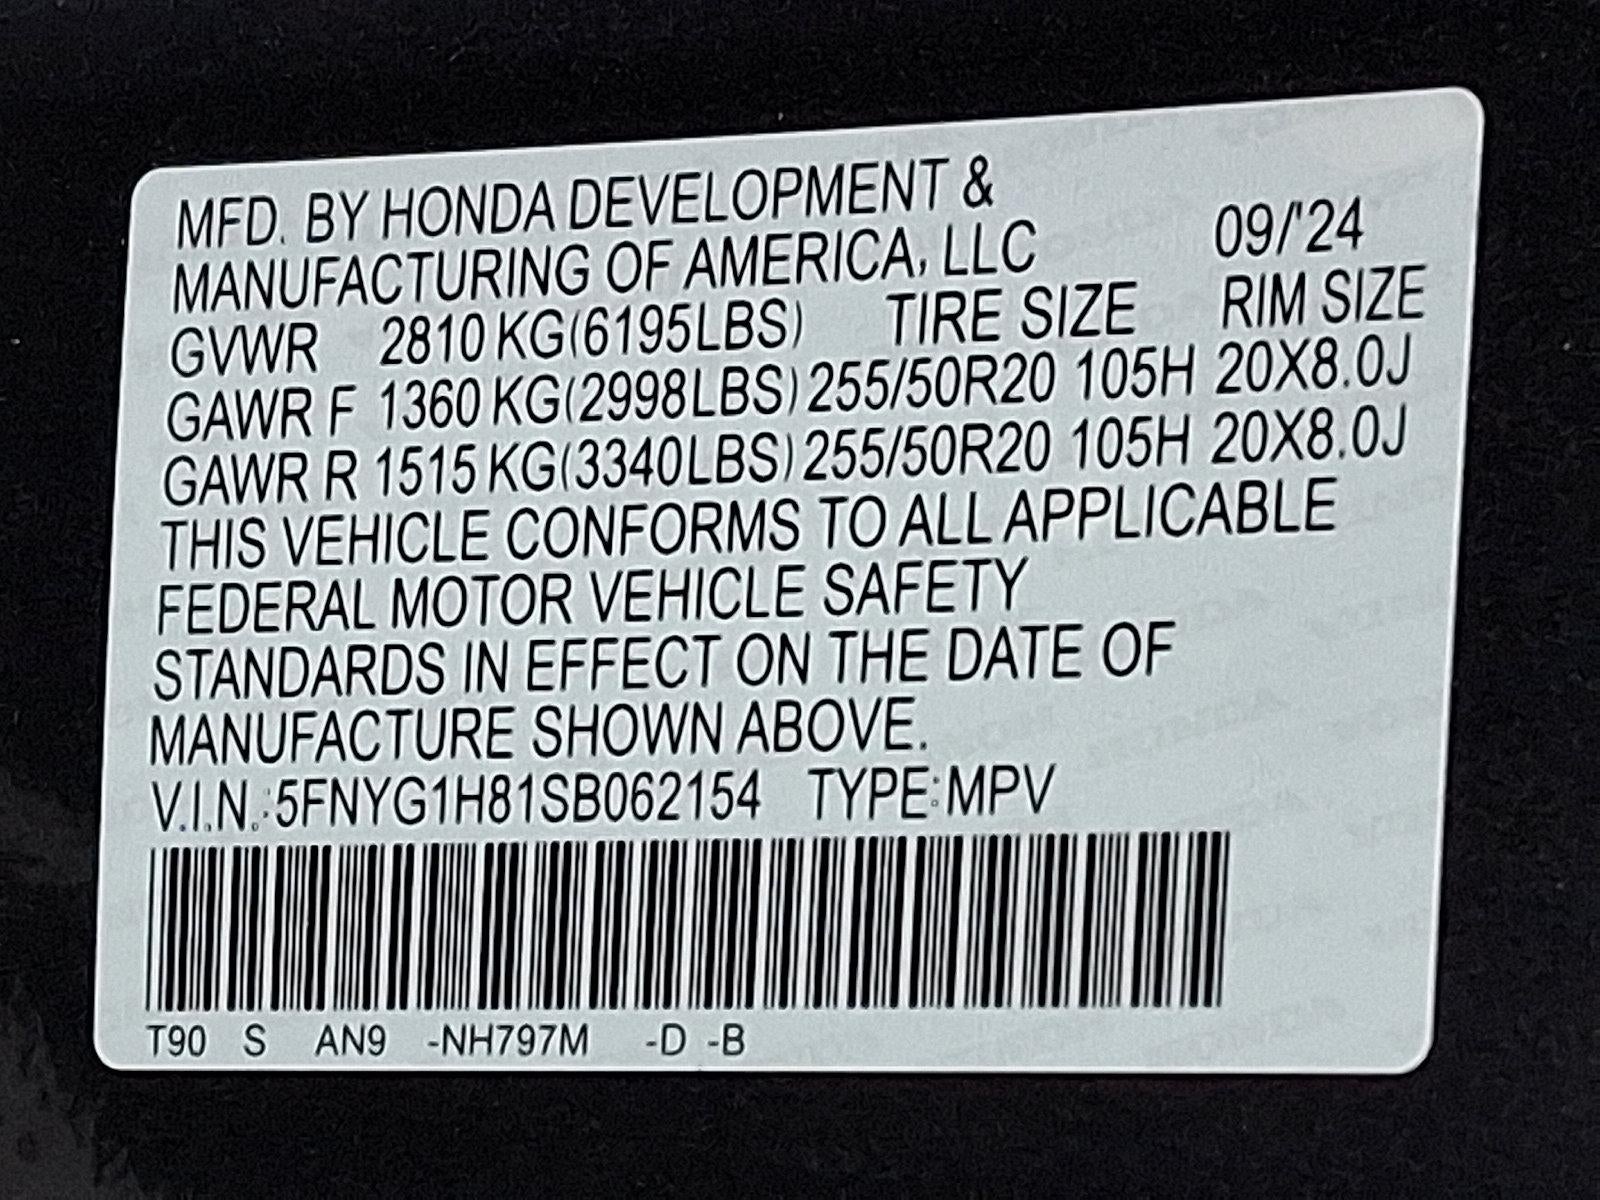 MFD. BY HONDA DEVELOPMENT &
MANUFACTURING OF AMERICA, LLC 09/'24
GVWR 2810 KG(6195LBS) TIRE SIZE RIM SIZE
GAWR F 1360 KG(2998LBS) 255/50R20 105H 20X8.0J
GAWR R 1515 KG(3340LBS) 255/50R20 105H 20X8.0J
THIS VEHICLE CONFORMS TO ALL APPLICABLE
FEDERAL MOTOR VEHICLE SAFETY
STANDARDS IN EFFECT ON THE DATE OF
MANUFACTURE SHOWN ABOVE.
V.I.N.:5FNYG1H81SB062154 TYPE:MPV
T90 S AN9 -NH797M -D -B